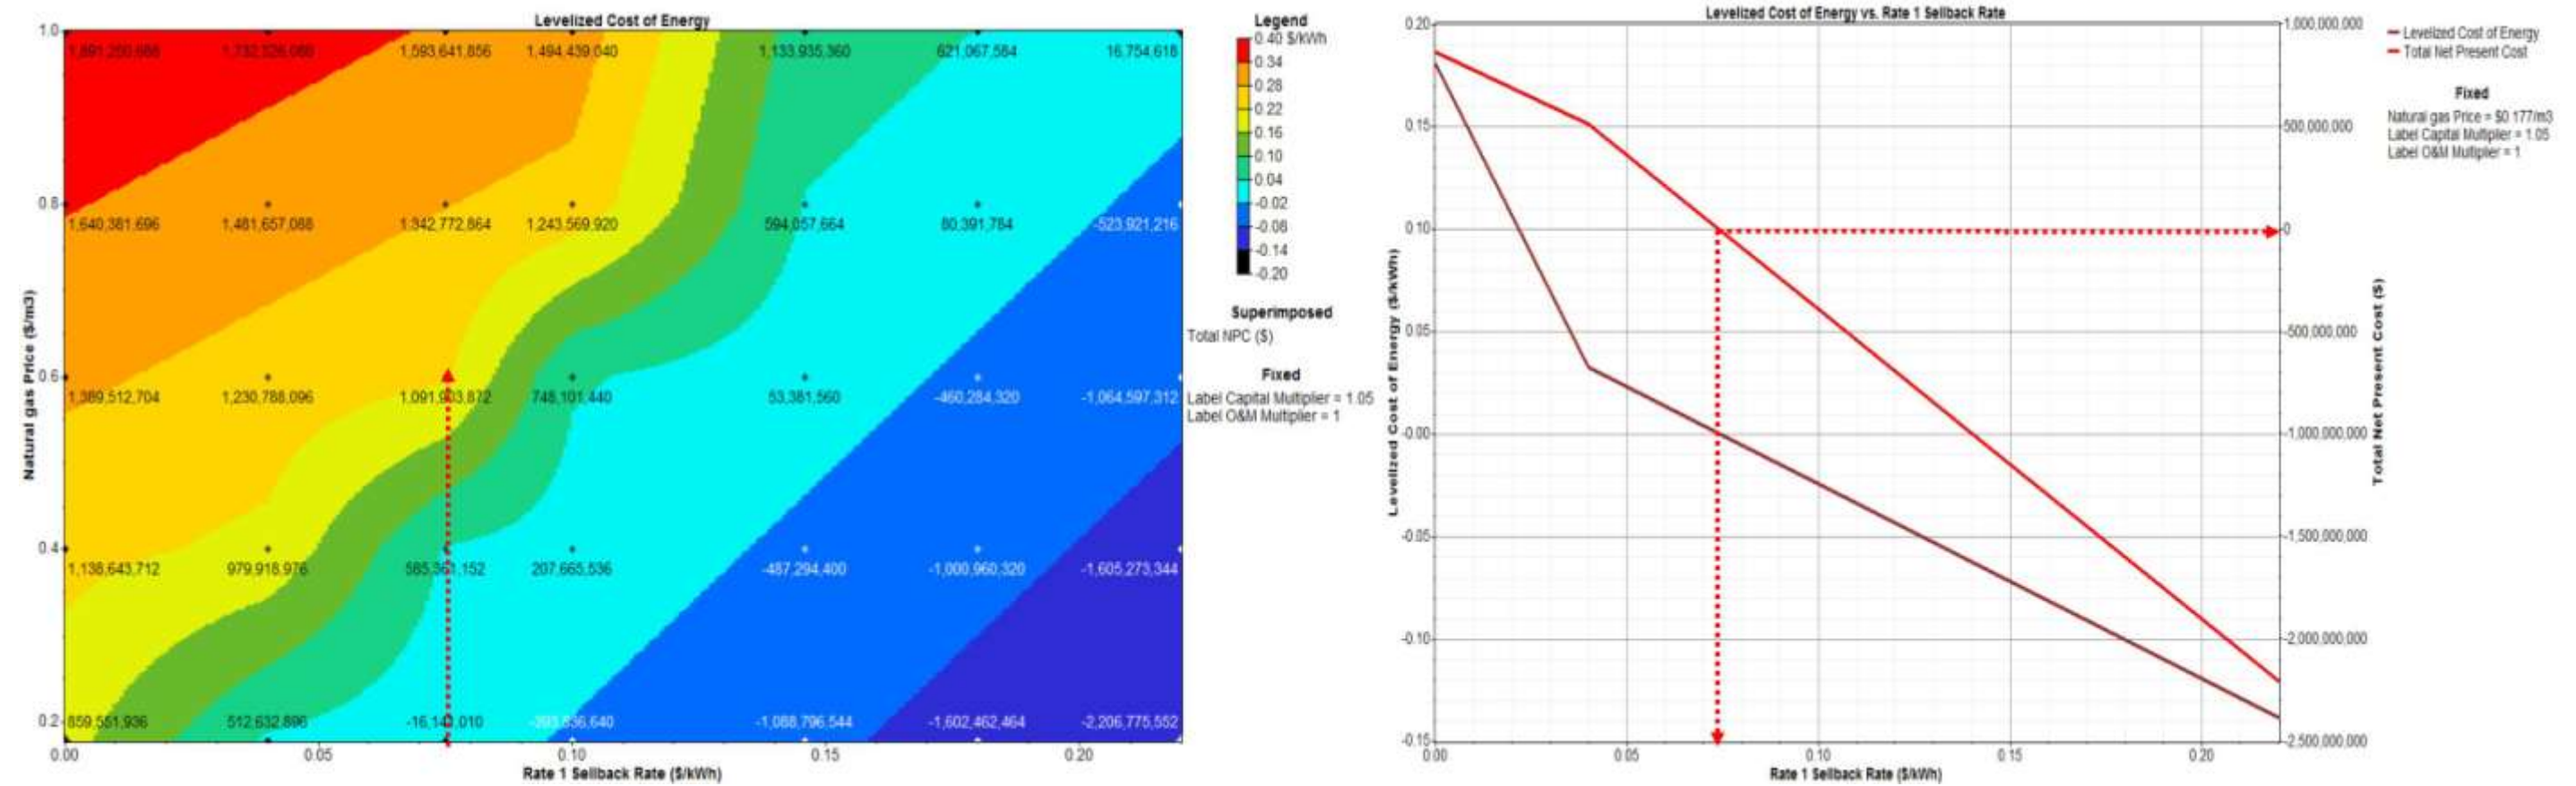 Levelized Cost of Energy
1.0
1,891,250,688 1,732,526,080 1,593,641,856 1,494,439,040 1,133,935,360 621,067,584 16,754,618
0.8
1,640,381,696 1,481,657,088 1,342,772,864 1,243,569,920 594,057,664 80,391,784 -523,921,216
0.6
1,389,512,704 1,230,788,096 748,101,440 53,381,560 -460,284,320 -1,064,597,312
0.4
1,138,643,712 979,918,976 207,665,536 -487,294,400 -1,000,960,320 -1,605,273,344
0.2
859,551,936 512,632,896 -1,088,796,544 -1,602,462,464 -2,206,775,552
0.00 0.05 0.10 0.15 0.20
Rate 1 Sellback Rate ($/kWh)
Natural gas Price ($/m3)
Legend
0.40 $/kWh
0.34
0.28
0.22
0.16
0.10
0.04
-0.02
-0.08
-0.14
-0.20
Superimposed
Total NPC ($)
Fixed
Label Capital Multiplier = 1.05
Label O&M Multiplier = 1
Levelized Cost of Energy vs. Rate 1 Sellback Rate
0.20
0.15
0.10
0.05
-0.00
-0.05
-0.10
-0.15
Levelized Cost of Energy ($/kWh)
0.00 0.05 0.10 0.15 0.20
Rate 1 Sellback Rate ($/kWh)
1,000,000,000
500,000,000
0
-500,000,000
-1,000,000,000
-1,500,000,000
-2,000,000,000
-2,500,000,000
Total Net Present Cost ($)
Levelized Cost of Energy
Total Net Present Cost
Fixed
Natural gas Price = $0.177/m3
Label Capital Multiplier = 1.05
Label O&M Multiplier = 1